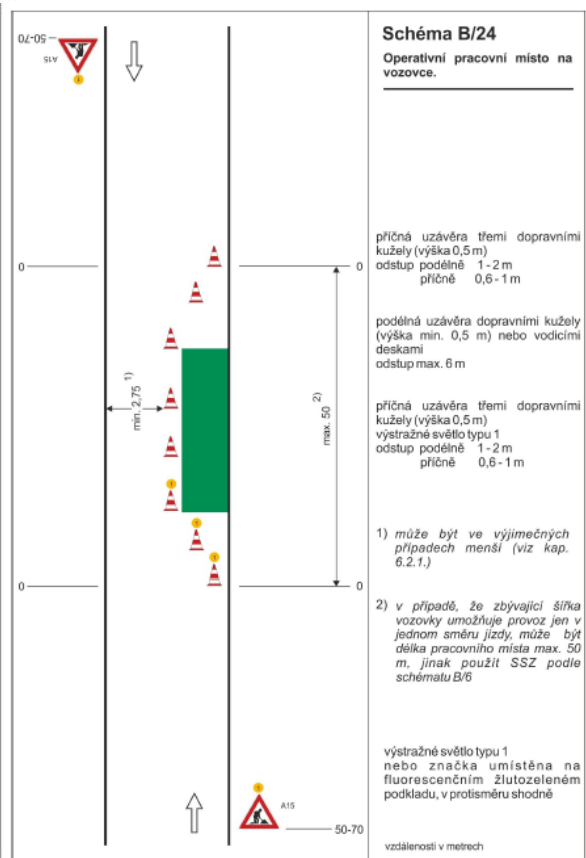 50-70
A15
1
Schéma B/24
Operativní pracovní místo na
vozovce.
0
0
příčná uzávěra třemi dopravními
kužely (výška 0,5 m)
odstup podélně 1 - 2 m
příčně 0,6 - 1 m
podélná uzávěra dopravními kužely
(výška min. 0,5 m) nebo vodicími
deskami
odstup max. 6 m
min. 2,75 1)
max. 50 2)
příčná uzávěra třemi dopravními
kužely (výška 0,5 m)
výstražné světlo typu 1
odstup podélně 1 - 2 m
příčně 0,6 - 1 m
1
1
1
0
0
1) může být ve výjimečných
případech menší (viz kap.
6.2.1.)
2) v případě, že zbývající šířka
vozovky umožňuje provoz jen v
jednom směru jízdy, může být
délka pracovního místa max. 50
m, jinak použít SSZ podle
schématu B/6
výstražné světlo typu 1
nebo značka umístěna na
fluorescenčním žlutozeleném
podkladu, v protisměru shodně
1
A15
50-70
vzdálenosti v metrech